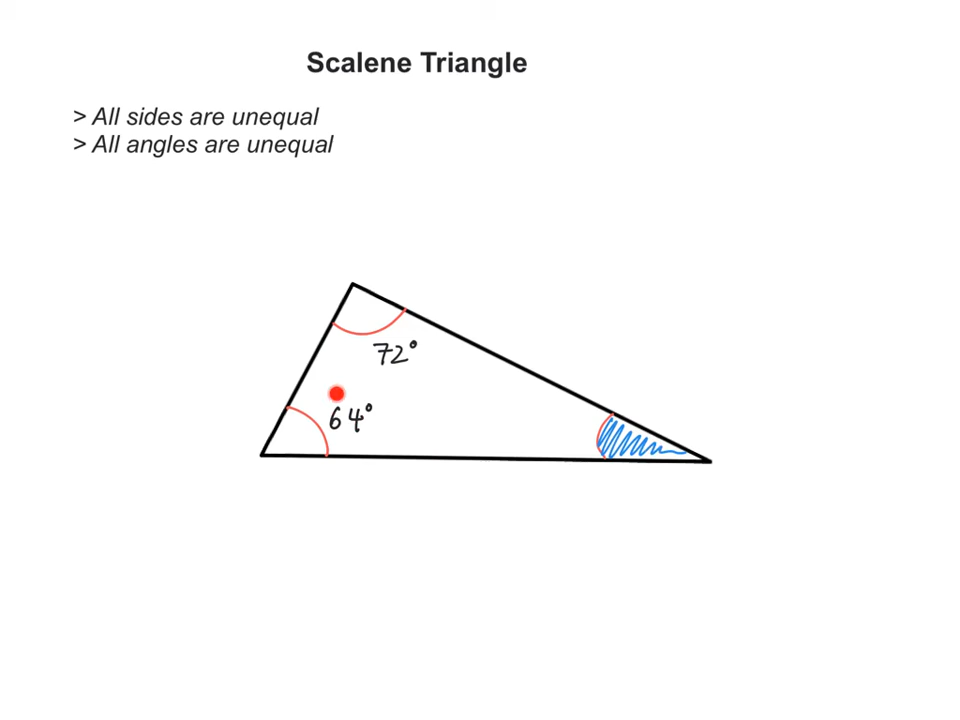 Scalene Triangle
> All sides are unequal
> All angles are unequal
72°
64°